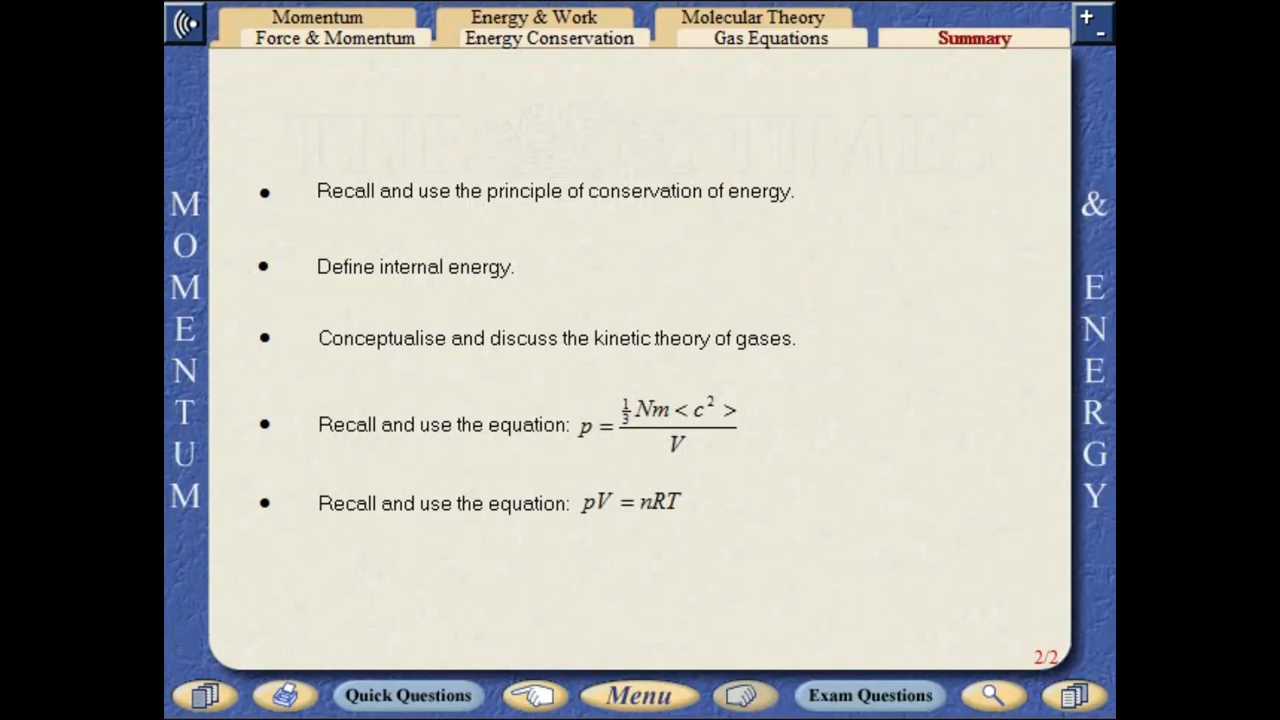 Momentum
Energy & Work
Molecular Theory
+
-
Force & Momentum
Energy Conservation
Gas Equations
Summary
MOMENTUM
& ENERGY
• Recall and use the principle of conservation of energy.
• Define internal energy.
• Conceptualise and discuss the kinetic theory of gases.
• Recall and use the equation: p = ⅓ Nm < c² > / V
• Recall and use the equation: pV = nRT
2/2
Quick Questions
Menu
Exam Questions